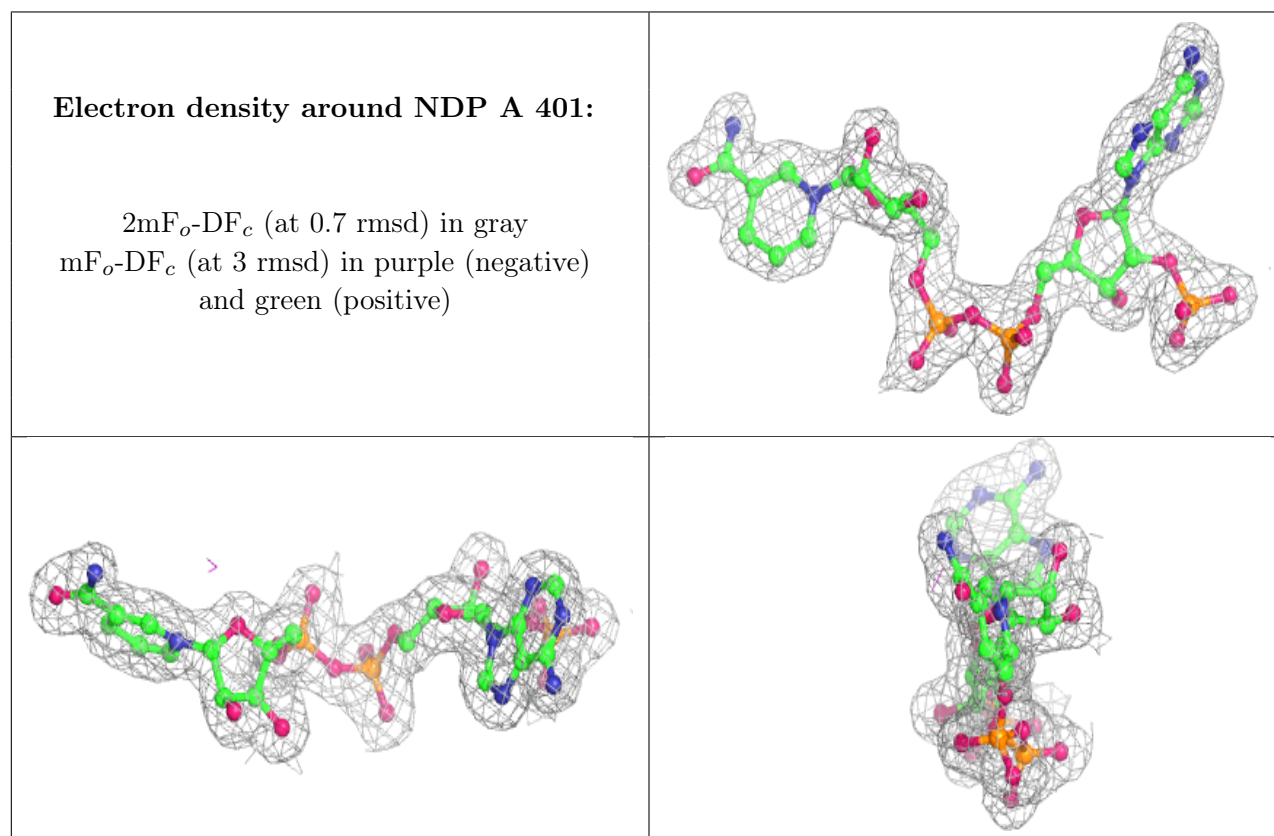 Electron density around NDP A 401:
2mFₒ-DF𝒸 (at 0.7 rmsd) in gray
mFₒ-DF𝒸 (at 3 rmsd) in purple (negative)
and green (positive)